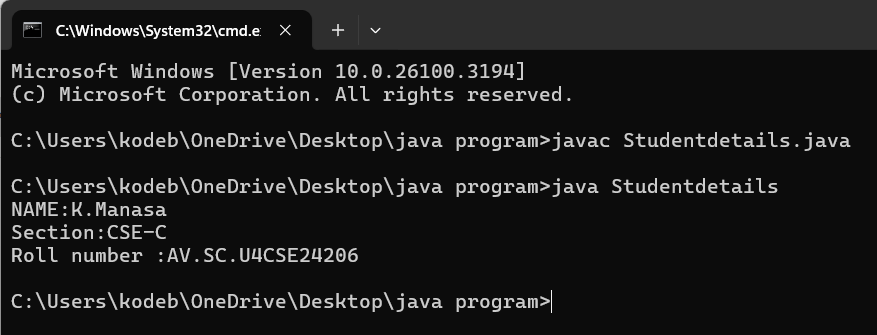 C:\Windows\System32\cmd.e
Microsoft Windows [Version 10.0.26100.3194]
(c) Microsoft Corporation. All rights reserved.
C:\Users\kodeb\OneDrive\Desktop\java program>javac Studentdetails.java
C:\Users\kodeb\OneDrive\Desktop\java program>java Studentdetails
NAME:K.Manasa
Section:CSE-C
Roll number :AV.SC.U4CSE24206
C:\Users\kodeb\OneDrive\Desktop\java program>